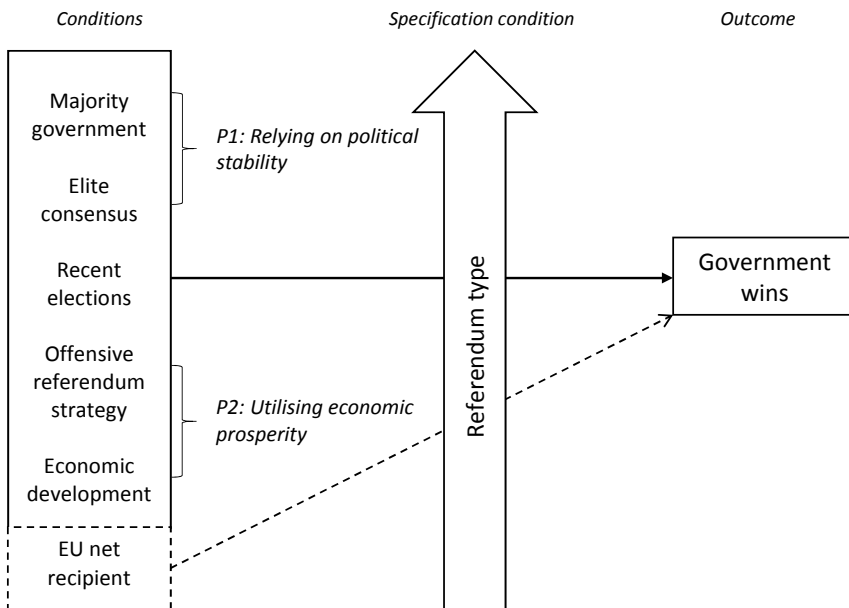 Conditions
Specification condition
Outcome
Majority
government
P1: Relying on political
stability
Elite
consensus
Recent
elections
Offensive
referendum
strategy
P2: Utilising economic
prosperity
Economic
development
EU net
recipient
Referendum type
Government
wins